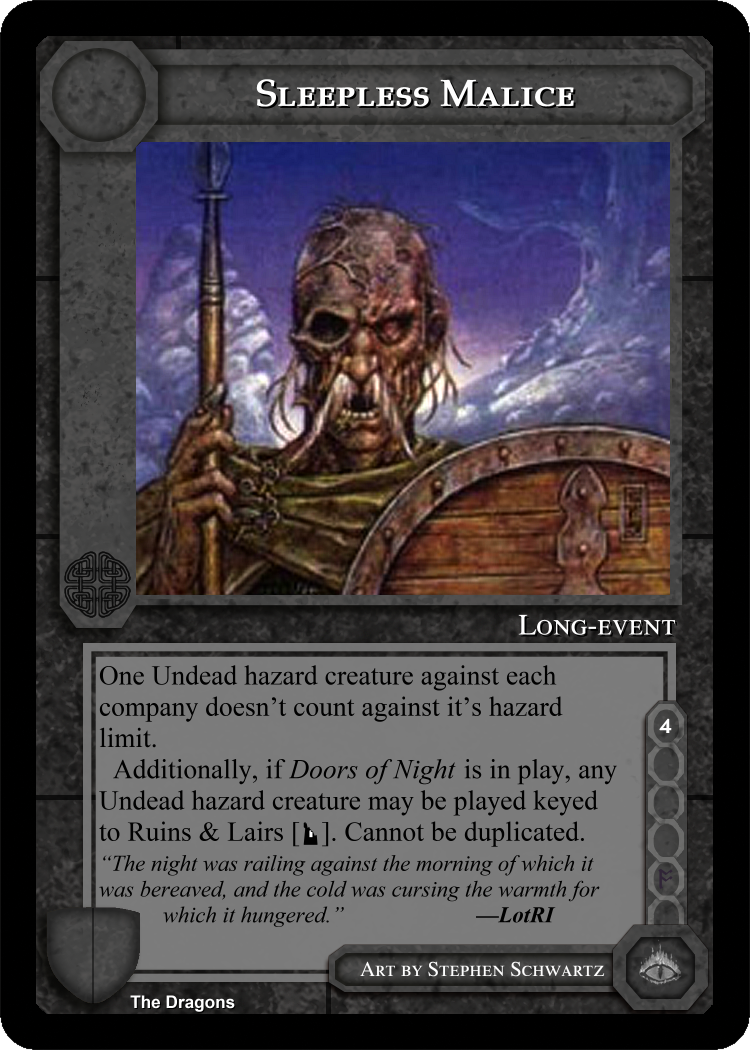 Sleepless Malice
Long-event
One Undead hazard creature against each
company doesn't count against it's hazard
limit.
Additionally, if Doors of Night is in play, any
Undead hazard creature may be played keyed
to Ruins & Lairs [ ]. Cannot be duplicated.
4
“The night was railing against the morning of which it
was bereaved, and the cold was cursing the warmth for
which it hungered.” —LotRI
Art by Stephen Schwartz
The Dragons